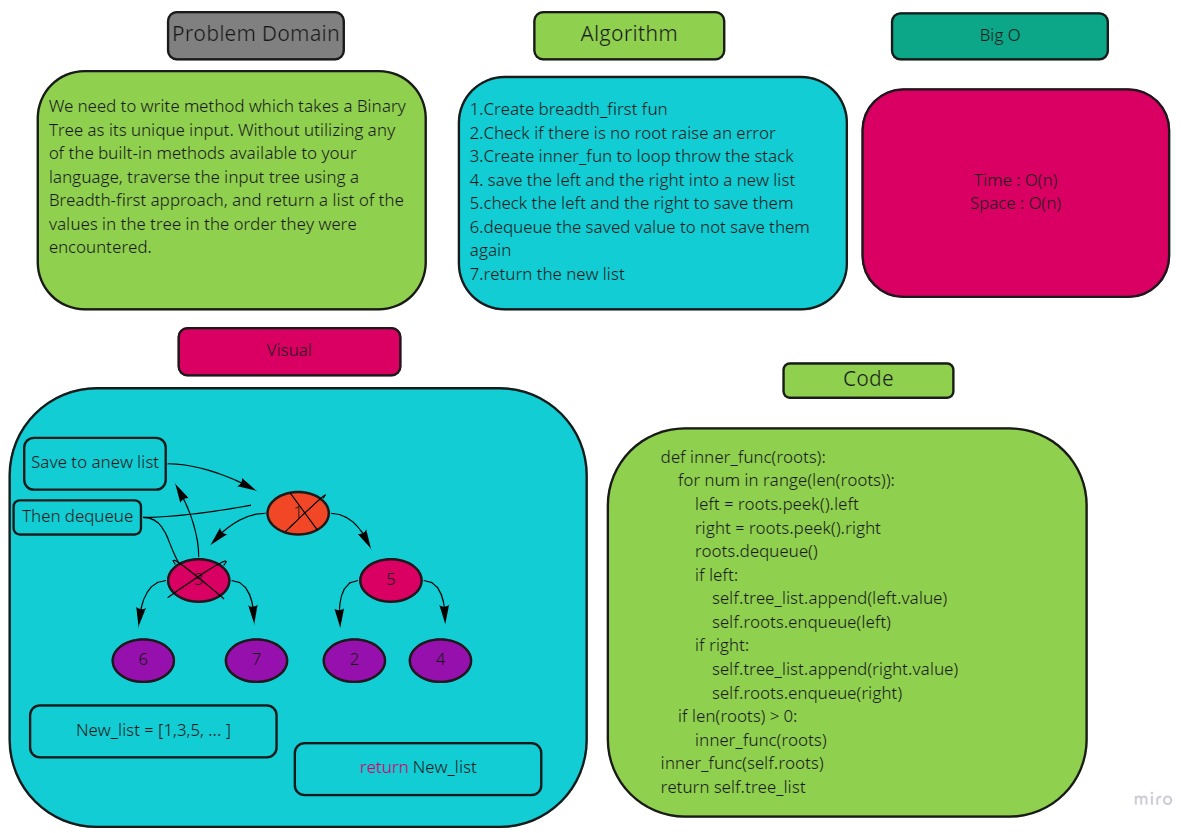 Problem Domain
We need to write method which takes a Binary
Tree as its unique input. Without utilizing any
of the built-in methods available to your
language, traverse the input tree using a
Breadth-first approach, and return a list of the
values in the tree in the order they were
encountered.
Algorithm
1.Create breadth_first fun
2.Check if there is no root raise an error
3.Create inner_fun to loop throw the stack
4. save the left and the right into a new list
5.check the left and the right to save them
6.dequeue the saved value to not save them
again
7.return the new list
Big O
Time : O(n)
Space : O(n)
Visual
Save to anew list
Then dequeue
1
3
5
6
7
2
4
New_list = [1,3,5, ... ]
return New_list
Code
def inner_func(roots):
for num in range(len(roots)):
left = roots.peek().left
right = roots.peek().right
roots.dequeue()
if left:
self.tree_list.append(left.value)
self.roots.enqueue(left)
if right:
self.tree_list.append(right.value)
self.roots.enqueue(right)
if len(roots) > 0:
inner_func(roots)
inner_func(self.roots)
return self.tree_list
miro